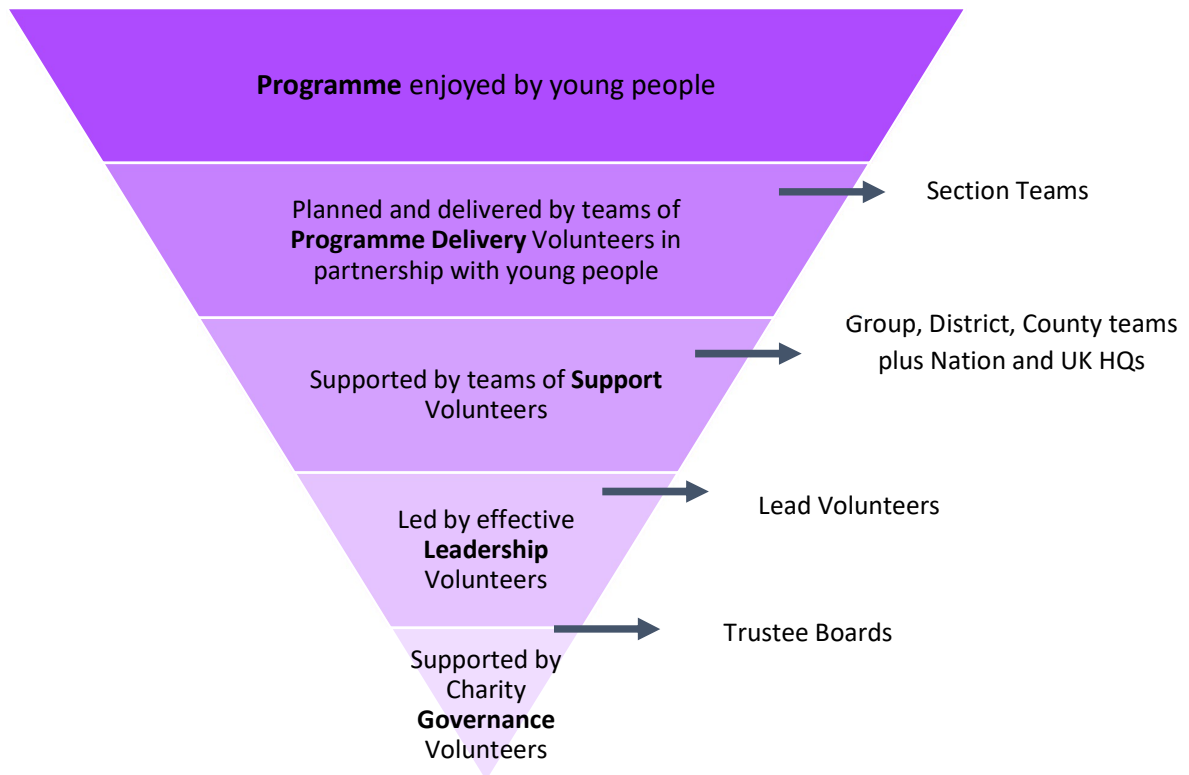 Programme enjoyed by young people
Planned and delivered by teams of
Programme Delivery Volunteers in
partnership with young people
Section Teams
Supported by teams of Support
Volunteers
Group, District, County teams
plus Nation and UK HQs
Led by effective
Leadership
Volunteers
Lead Volunteers
Supported by
Charity
Governance
Volunteers
Trustee Boards